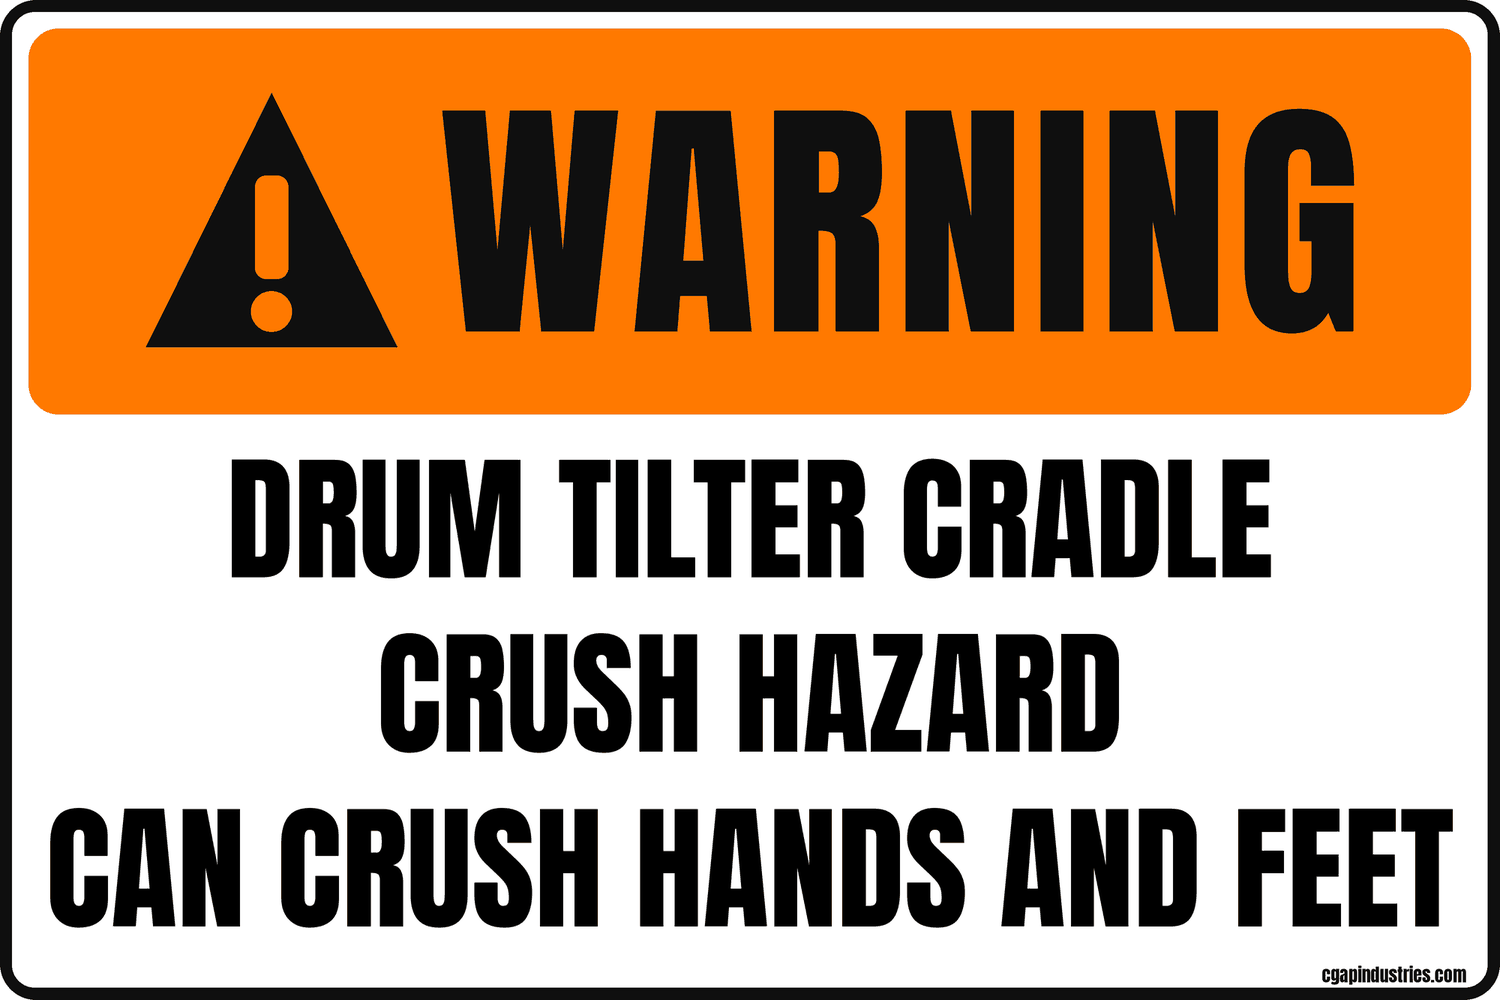 WARNING
DRUM TILTER CRADLE
CRUSH HAZARD
CAN CRUSH HANDS AND FEET
cgapindustries.com